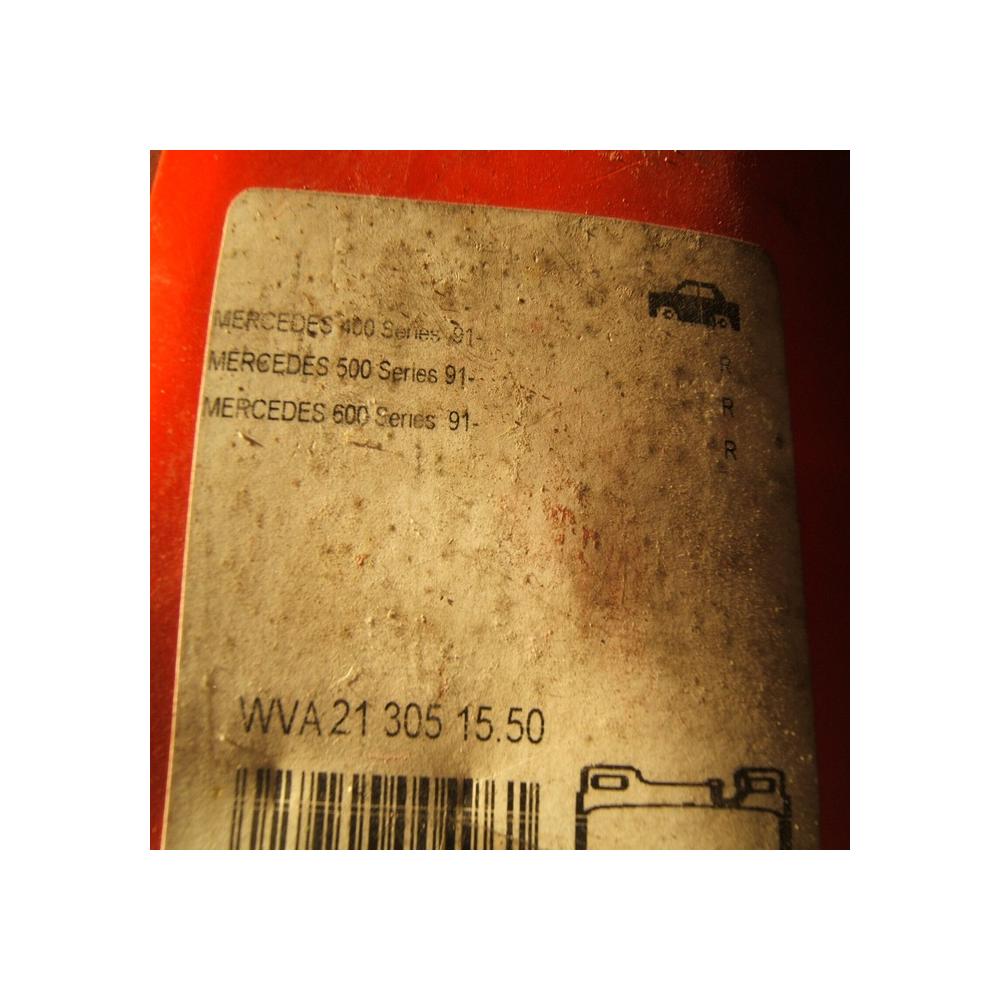 MERCEDES 400 Series 91-
R
MERCEDES 500 Series 91-
R
MERCEDES 600 Series 91-
R
WVA 21 305 15.50